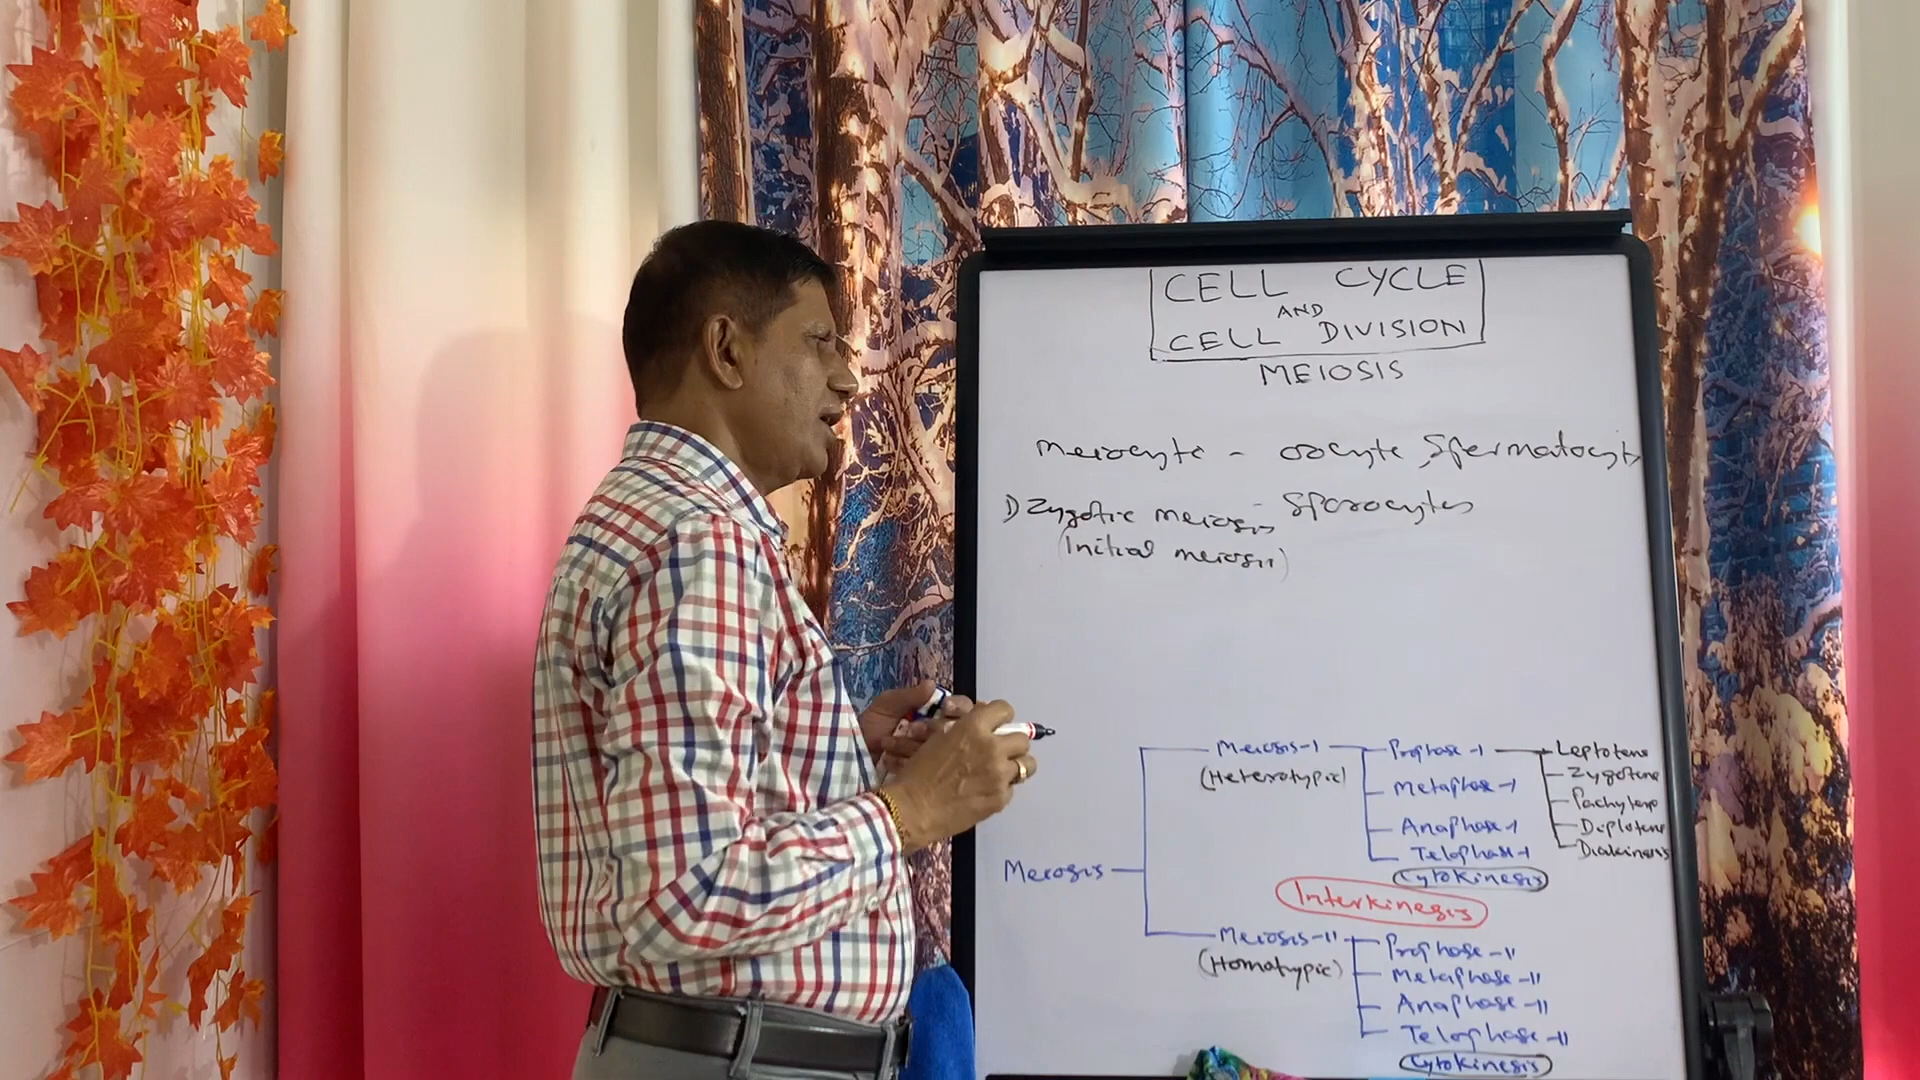 CELL CYCLE
AND
CELL DIVISION
MEIOSIS
Meiocyte - oocyte, Spermatocyte
1) Zygotic meiosis - Sporocytes
(Initial meiosis)
Meiosis
Meiosis-I
(Heterotypic)
Prophase-I
Leptotene
Zygotene
Pachytene
Diplotene
Diakinesis
Metaphase-I
Anaphase-I
Telophase-I
Cytokinesis
Interkinesis
Meiosis-II
(Homotypic)
Prophase-II
Metaphase-II
Anaphase-II
Telophase-II
Cytokinesis